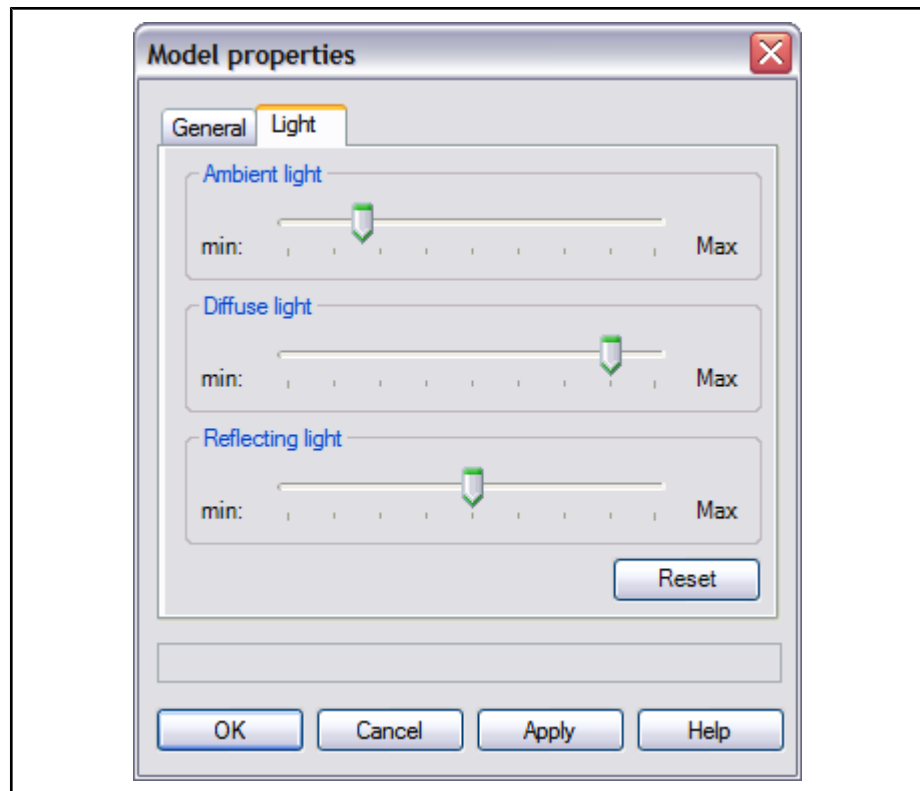 Model properties
General Light
Ambient light
min: Max
Diffuse light
min: Max
Reflecting light
min: Max
Reset
OK Cancel Apply Help